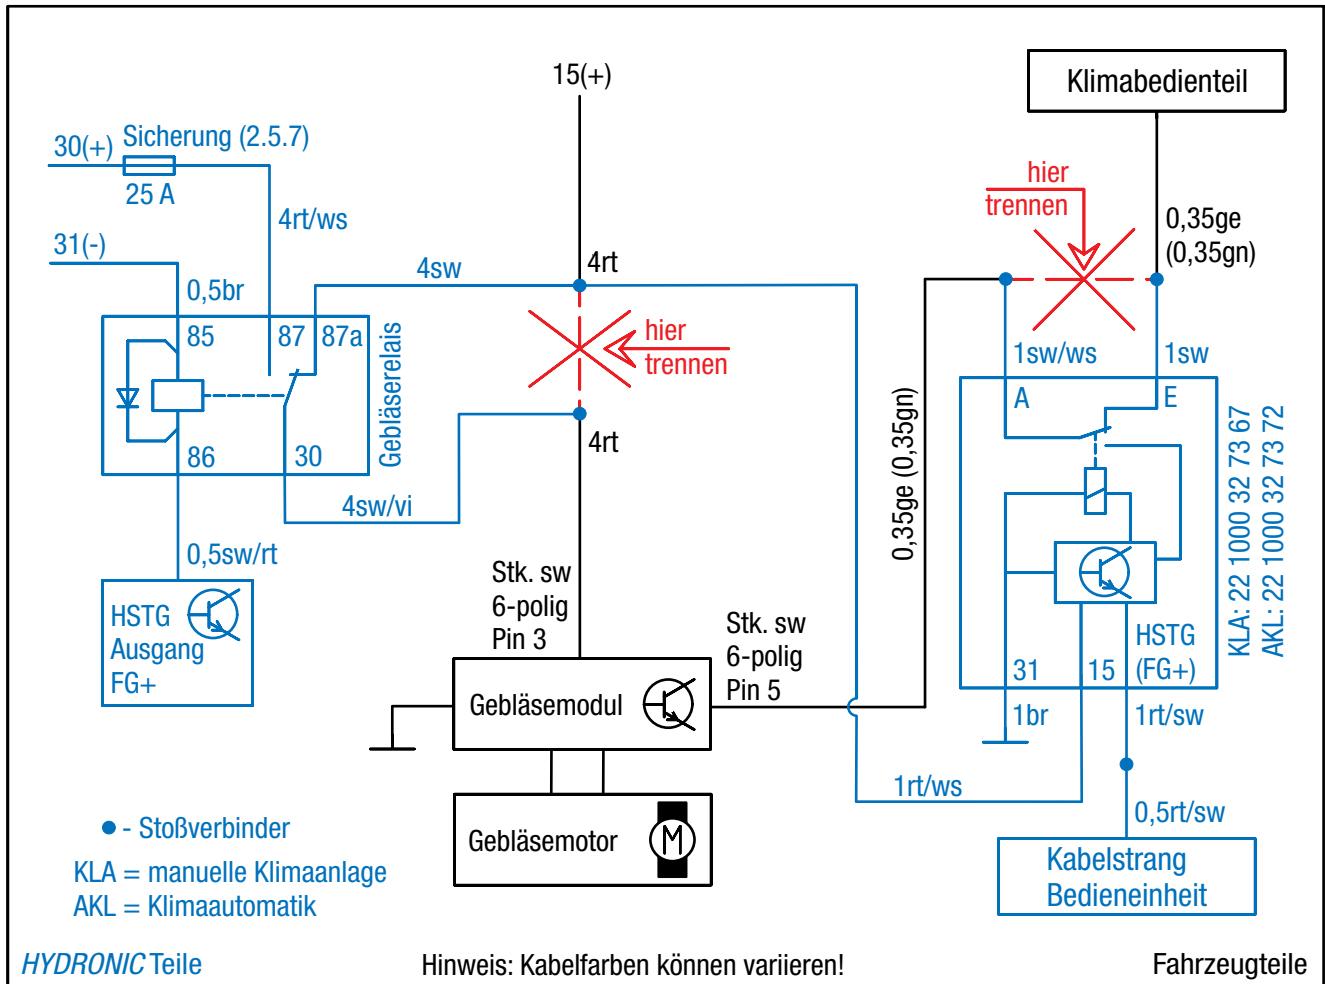 15(+)
Klimabedienteil
Sicherung (2.5.7)
30(+)
25 A
4rt/ws
31(-)
0,5br
4sw
4rt
hier
trennen
0,35ge
(0,35gn)
85
87
87a
Gebläserelais
hier
trennen
1sw/ws
1sw
A
E
86
30
4sw/vi
4rt
0,35ge (0,35gn)
KLA: 22 1000 32 73 67
AKL: 22 1000 32 73 72
0,5sw/rt
HSTG
Ausgang
FG+
Stk. sw
6-polig
Pin 3
Stk. sw
6-polig
Pin 5
HSTG
(FG+)
31
15
1br
1rt/sw
Gebläsemodul
1rt/ws
0,5rt/sw
Gebläsemotor
M
Kabelstrang
Bedieneinheit
- Stoßverbinder
KLA = manuelle Klimaanlage
AKL = Klimaautomatik
HYDRONIC Teile
Hinweis: Kabelfarben können variieren!
Fahrzeugteile